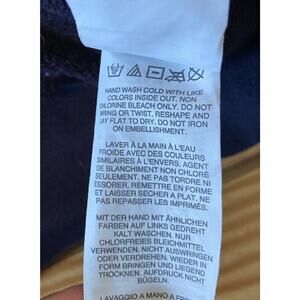 HAND WASH COLD WITH LIKE
COLORS INSIDE OUT. NON
CHLORINE BLEACH ONLY. DO NOT
WRING OR TWIST. RESHAPE AND
LAY FLAT TO DRY. DO NOT IRON
ON EMBELLISHMENT.
LAVER À LA MAIN À L'EAU
FROIDE AVEC DES COULEURS
SIMILAIRES À L'ENVERS. AGENT
DE BLANCHIMENT NON CHLORÉ
SEULEMENT. NE PAS TORDRE NI
ESSORER. REMETTRE EN FORME
ET LAISSER SECHER A PLAT. NE
PAS REPASSER LES IMPRIMÉS.
MIT DER HAND MIT ÄHNLICHEN
FARBEN AUF LINKS GEDREHT
KALT WASCHEN. NUR
CHLORFREIES BLEICHMITTEL
VERWENDEN. NICHT AUSWRINGEN
ODER VERDREHEN. WIEDER IN
FORM BRINGEN UND LIEGEND
TROCKNEN. AUFDRUCK NICHT
BÜGELN.
LAVAGGIO A MANO A